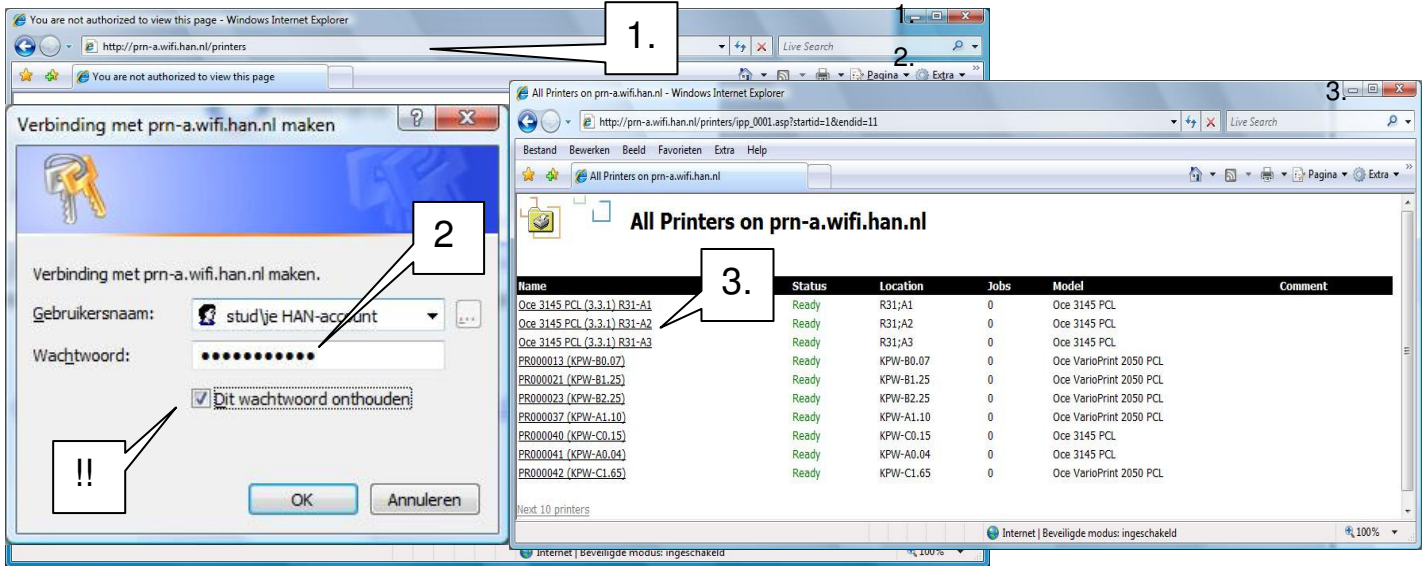 You are not authorized to view this page - Windows Internet Explorer
1.
http://prn-a.wifi.han.nl/printers
1.
Live Search
2.
You are not authorized to view this page
Pagina
Extra
Verbinding met prn-a.wifi.han.nl maken
Verbinding met prn-a.wifi.han.nl maken.
2
Gebruikersnaam:
stud\je HAN-account
Wachtwoord:
Dit wachtwoord onthouden
!!
OK
Annuleren
All Printers on prn-a.wifi.han.nl - Windows Internet Explorer
3.
http://prn-a.wifi.han.nl/printers/ipp_0001.asp?startid=1&endid=11
Live Search
Bestand Bewerken Beeld Favorieten Extra Help
All Printers on prn-a.wifi.han.nl
Pagina
Extra
All Printers on prn-a.wifi.han.nl
3.
Name Status Location Jobs Model Comment
Oce 3145 PCL (3.3.1) R31-A1 Ready R31;A1 0 Oce 3145 PCL
Oce 3145 PCL (3.3.1) R31-A2 Ready R31;A2 0 Oce 3145 PCL
Oce 3145 PCL (3.3.1) R31-A3 Ready R31;A3 0 Oce 3145 PCL
PR000013 (KPW-B0.07) Ready KPW-B0.07 0 Oce VarioPrint 2050 PCL
PR000021 (KPW-B1.25) Ready KPW-B1.25 0 Oce VarioPrint 2050 PCL
PR000023 (KPW-B2.25) Ready KPW-B2.25 0 Oce VarioPrint 2050 PCL
PR000037 (KPW-A1.10) Ready KPW-A1.10 0 Oce VarioPrint 2050 PCL
PR000040 (KPW-C0.15) Ready KPW-C0.15 0 Oce 3145 PCL
PR000041 (KPW-A0.04) Ready KPW-A0.04 0 Oce 3145 PCL
PR000042 (KPW-C1.65) Ready KPW-C1.65 0 Oce VarioPrint 2050 PCL
Next 10 printers
Internet | Beveiligde modus: ingeschakeld
100%
Internet | Beveiligde modus: ingeschakeld
100%